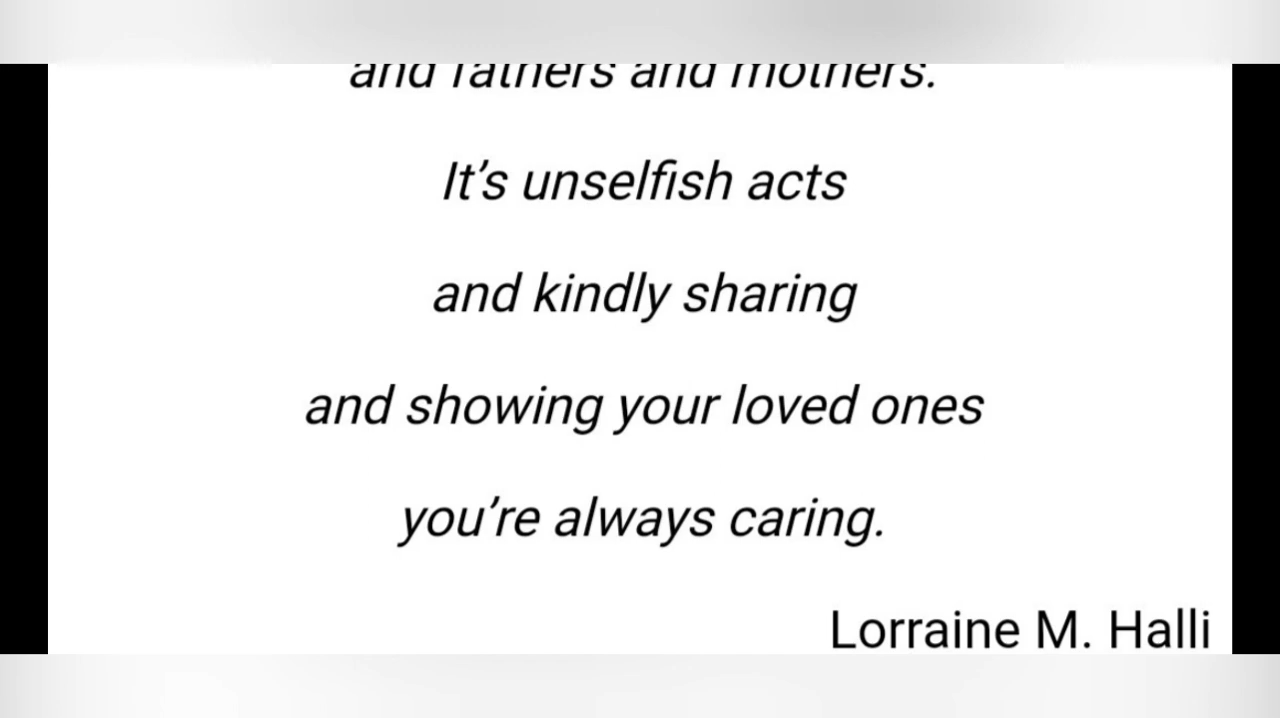 and fathers and mothers.
It’s unselfish acts
and kindly sharing
and showing your loved ones
you’re always caring.
Lorraine M. Halli